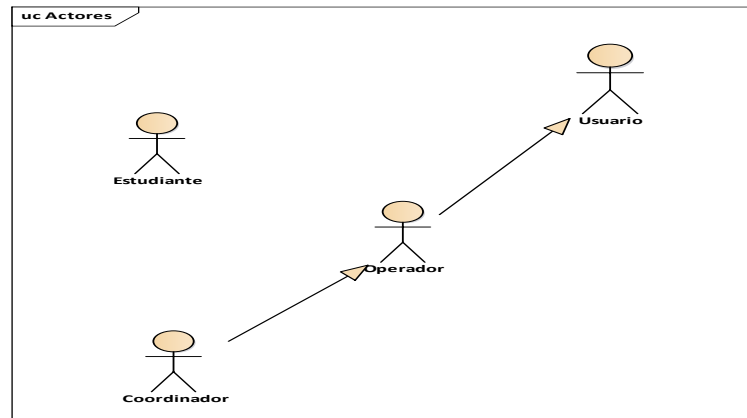 uc Actores
Usuario
Estudiante
Operador
Coordinador